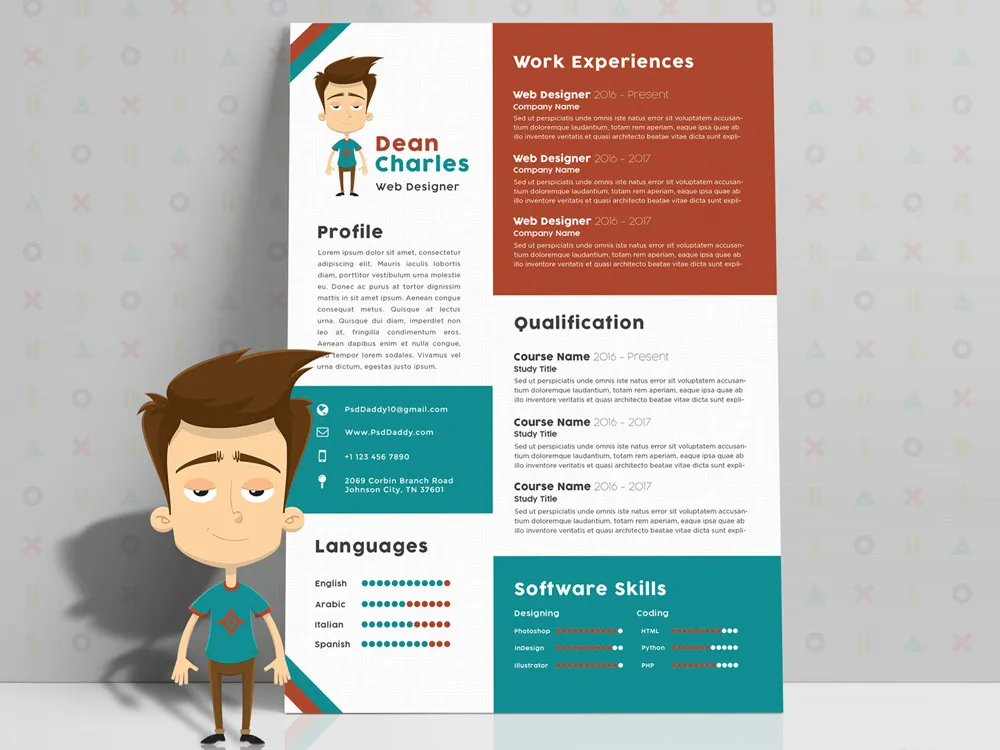 Dean
Charles
Web Designer
Profile
Lorem ipsum dolor sit amet, consectetur
adipiscing elit. Mauris iaculis lobortis
diam, porttitor vestibulum urna molestie
eu. Donec ac purus at tortor dignissim
mattis in sit amet ipsum. Aenean congue
consequat metus. Quisque at lectus
urna. Quisque dui diam, imperdiet non
leo at, fringilla condimentum eros.
Aenean dapibus enim et nulla congue,
tempor lorem sodales. Vivamus vel
urna dictum, egestas justo ipsum.
PsdDaddy10@gmail.com
Www.PsdDaddy.com
+1 123 456 7890
2069 Corbin Branch Road
Johnson City, TN 37601
Languages
English
Arabic
Italian
Spanish
Work Experiences
Web Designer 2016 - Present
Company Name
Sed ut perspiciatis unde omnis iste natus error sit voluptatem accusan-
tium doloremque laudantium, totam rem aperiam, eaque ipsa quae ab
illo inventore veritatis et quasi architecto beatae vitae dicta sunt expli-
Web Designer 2016 - 2017
Company Name
Sed ut perspiciatis unde omnis iste natus error sit voluptatem accusan-
tium doloremque laudantium, totam rem aperiam, eaque ipsa quae ab
illo inventore veritatis et quasi architecto beatae vitae dicta sunt expli-
Web Designer 2016 - 2017
Company Name
Sed ut perspiciatis unde omnis iste natus error sit voluptatem accusan-
tium doloremque laudantium, totam rem aperiam, eaque ipsa quae ab
illo inventore veritatis et quasi architecto beatae vitae dicta sunt expli-
Qualification
Course Name 2016 - Present
Study Title
Sed ut perspiciatis unde omnis iste natus error sit voluptatem accusan-
tium doloremque laudantium, totam rem aperiam, eaque ipsa quae ab
illo inventore veritatis et quasi architecto beatae vitae dicta sunt expli-
Course Name 2016 - 2017
Study Title
Sed ut perspiciatis unde omnis iste natus error sit voluptatem accusan-
tium doloremque laudantium, totam rem aperiam, eaque ipsa quae ab
illo inventore veritatis et quasi architecto beatae vitae dicta sunt expli-
Course Name 2016 - 2017
Study Title
Sed ut perspiciatis unde omnis iste natus error sit voluptatem accusan-
tium doloremque laudantium, totam rem aperiam, eaque ipsa quae ab
illo inventore veritatis et quasi architecto beatae vitae dicta sunt expli-
Software Skills
Designing
Photoshop
InDesign
Illustrator
Coding
HTML
Python
PHP